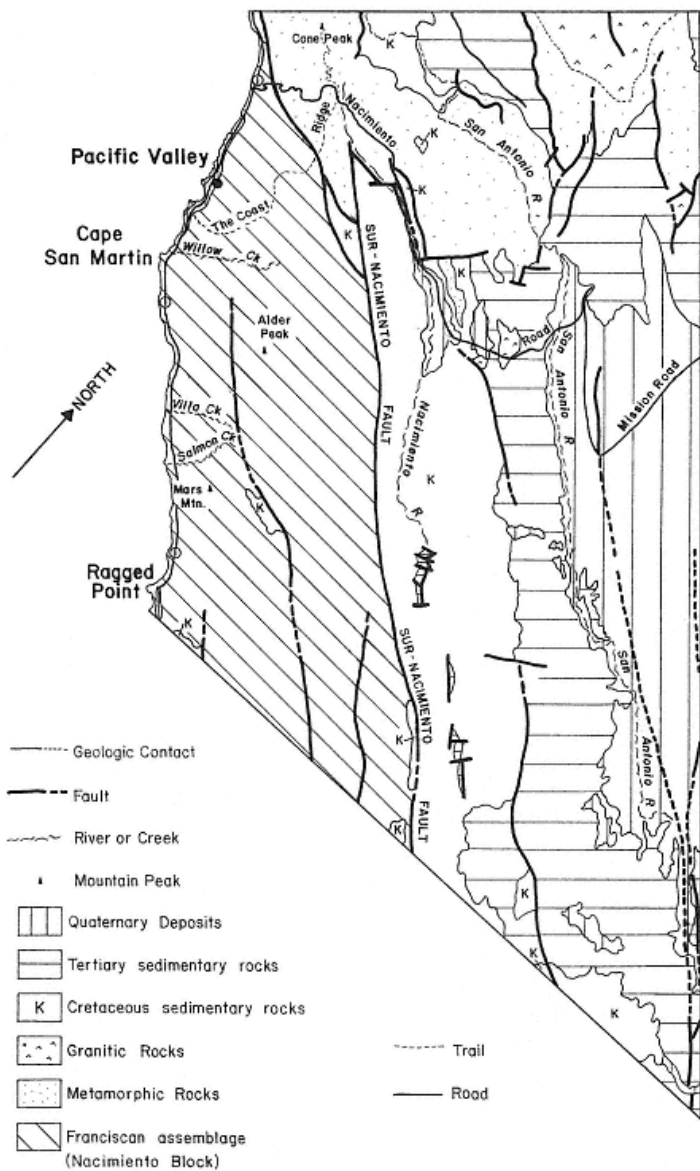 Cone Peak
K
Nacimiento
Ridge
San
Antonio
R
K
Pacific Valley
K
The Coast
Cape
San Martin
Willow Ck
K
SUR-NACIMIENTO
FAULT
K
Alder
Peak
Road
San
Antonio
R
Mission Road
NORTH
Villa Ck
Salmon Ck
Nacimiento
R
K
Mars
Mtn.
K
Ragged
Point
K
SUR-NACIMIENTO
FAULT
San
Antonio
R
K
K
K
K
K
Geologic Contact
Fault
River or Creek
Mountain Peak
Quaternary Deposits
Tertiary sedimentary rocks
K Cretaceous sedimentary rocks
Granitic Rocks
Metamorphic Rocks
Franciscan assemblage
(Nacimiento Block)
Trail
Road